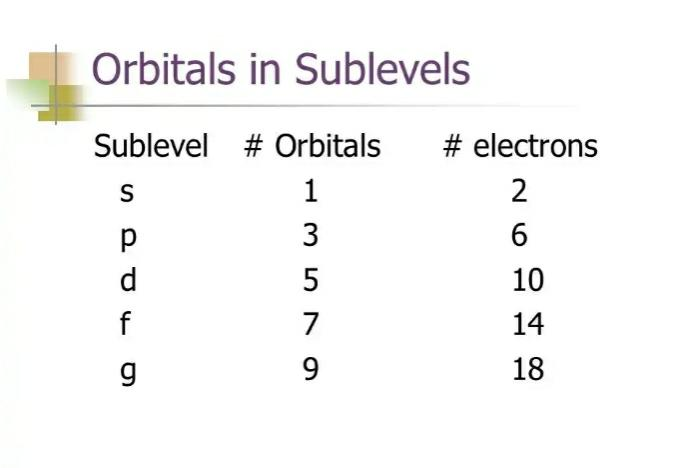 Orbitals in Sublevels
Sublevel # Orbitals # electrons
s 1 2
p 3 6
d 5 10
f 7 14
g 9 18